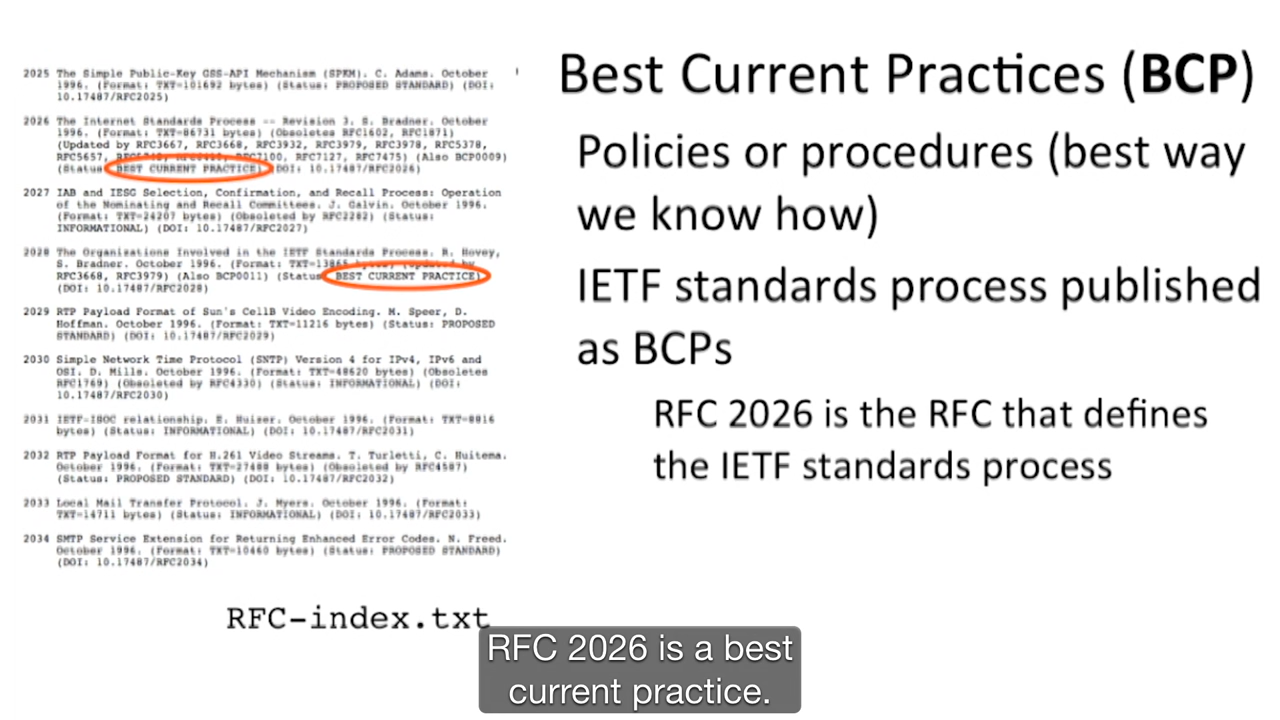 2025 The Simple Public-Key GSS-API Mechanism (SPKM). C. Adams. October
1996. (Format: TXT=101692 bytes) (Status: PROPOSED STANDARD) (DOI:
10.17487/RFC2025)
2026 The Internet Standards Process -- Revision 3. S. Bradner. October
1996. (Format: TXT=86731 bytes) (Obsoletes RFC1602, RFC1871)
(Updated by RFC3667, RFC3668, RFC3932, RFC3979, RFC3978, RFC5378,
RFC5657, RFC7100, RFC7127, RFC7475) (Also BCP0009)
(Status BEST CURRENT PRACTICE) DOI: 10.17487/RFC2026)
2027 IAB and IESG Selection, Confirmation, and Recall Process: Operation
of the Nominating and Recall Committees. J. Galvin. October 1996.
(Format: TXT=24207 bytes) (Obsoleted by RFC2282) (Status:
INFORMATIONAL) (DOI: 10.17487/RFC2027)
2028 The Organizations Involved in the IETF Standards Process. R. Hovey,
S. Bradner. October 1996. (Format: TXT=13865 bytes) (Updated by
RFC3668, RFC3979) (Also BCP0011) (Status BEST CURRENT PRACTICE)
(DOI: 10.17487/RFC2028)
2029 RTP Payload Format of Sun's CellB Video Encoding. M. Speer, D.
Hoffman. October 1996. (Format: TXT=11216 bytes) (Status: PROPOSED
STANDARD) (DOI: 10.17487/RFC2029)
2030 Simple Network Time Protocol (SNTP) Version 4 for IPv4, IPv6 and
OSI. D. Mills. October 1996. (Format: TXT=48620 bytes) (Obsoletes
RFC1769) (Obsoleted by RFC4330) (Status: INFORMATIONAL) (DOI:
10.17487/RFC2030)
2031 IETF-ISOC relationship. E. Huizer. October 1996. (Format: TXT=8816
bytes) (Status: INFORMATIONAL) (DOI: 10.17487/RFC2031)
2032 RTP Payload Format for H.261 Video Streams. T. Turletti, C. Huitema.
October 1996. (Format: TXT=27488 bytes) (Obsoleted by RFC4587)
(Status: PROPOSED STANDARD) (DOI: 10.17487/RFC2032)
2033 Local Mail Transfer Protocol. J. Myers. October 1996. (Format:
TXT=14711 bytes) (Status: INFORMATIONAL) (DOI: 10.17487/RFC2033)
2034 SMTP Service Extension for Returning Enhanced Error Codes. N. Freed.
October 1996. (Format: TXT=10460 bytes) (Status: PROPOSED STANDARD)
(DOI: 10.17487/RFC2034)
RFC-index.txt
Best Current Practices (BCP)
Policies or procedures (best way
we know how)
IETF standards process published
as BCPs
RFC 2026 is the RFC that defines
the IETF standards process
RFC 2026 is a best
current practice.